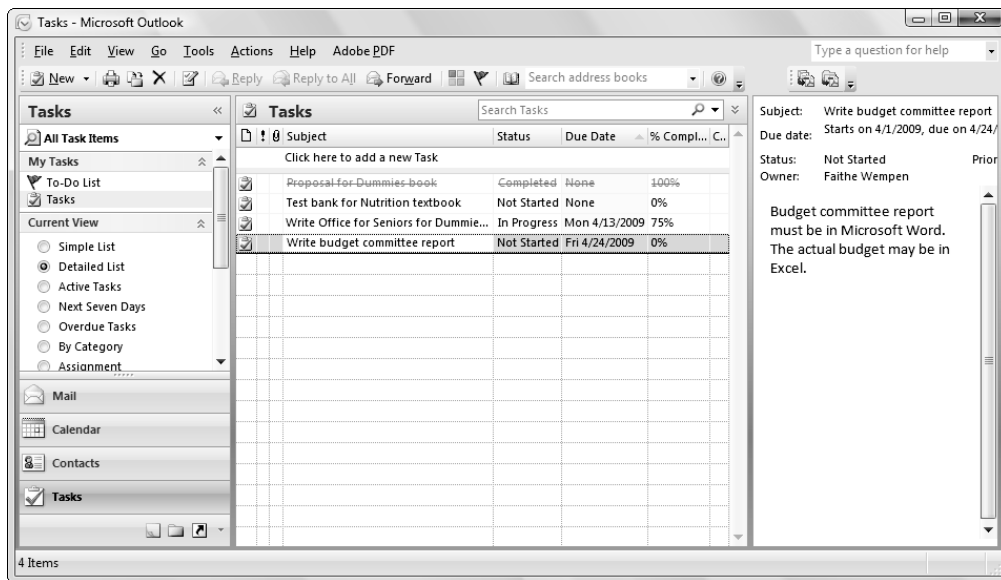 Tasks - Microsoft Outlook
File Edit View Go Tools Actions Help Adobe PDF
Type a question for help
New Reply Reply to All Forward Search address books
Tasks
All Task Items
My Tasks
To-Do List
Tasks
Current View
Simple List
Detailed List
Active Tasks
Next Seven Days
Overdue Tasks
By Category
Assignment
Mail
Calendar
Contacts
Tasks
Tasks Search Tasks
Subject Status Due Date % Compl... C..
Click here to add a new Task
Proposal for Dummies book Completed None 100%
Test bank for Nutrition textbook Not Started None 0%
Write Office for Seniors for Dummie... In Progress Mon 4/13/2009 75%
Write budget committee report Not Started Fri 4/24/2009 0%
Subject: Write budget committee report
Due date: Starts on 4/1/2009, due on 4/24/
Status: Not Started Prior
Owner: Faithe Wempen
Budget committee report
must be in Microsoft Word.
The actual budget may be in
Excel.
4 Items